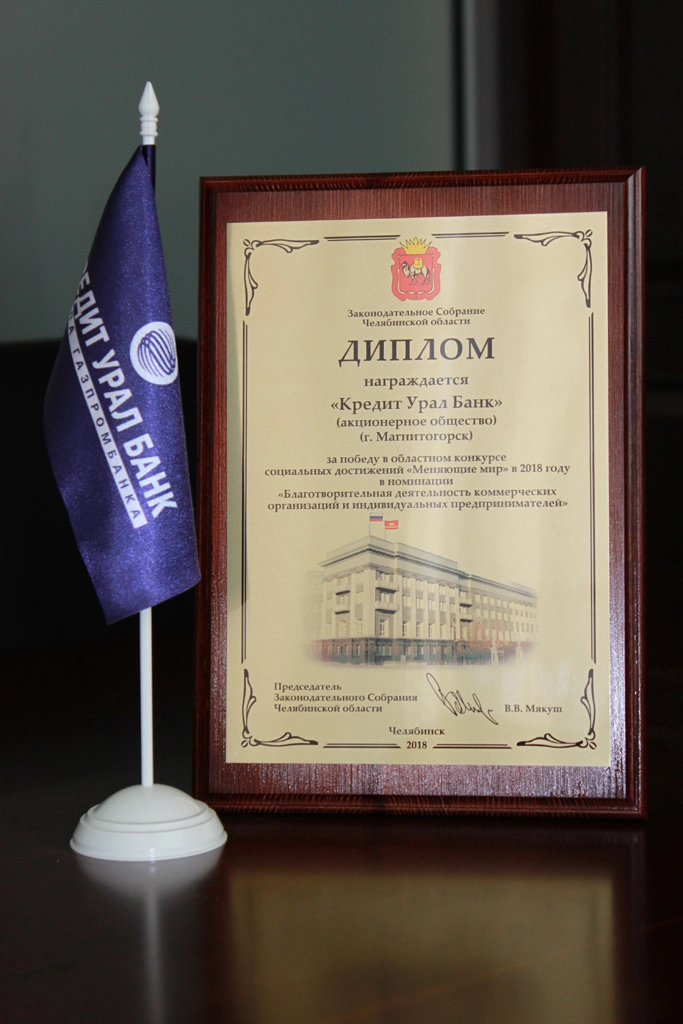 КРЕДИТ УРАЛ БАНК
ГАЗПРОМБАНКА
Законодательное Собрание
Челябинской области
ДИПЛОМ
награждается
«Кредит Урал Банк»
(акционерное общество)
(г. Магнитогорск)
за победу в областном конкурсе
социальных достижений «Меняющие мир» в 2018 году
в номинации
«Благотворительная деятельность коммерческих
организаций и индивидуальных предпринимателей»
Председатель
Законодательного Собрания
Челябинской области
В.В. Мякуш
Челябинск
2018